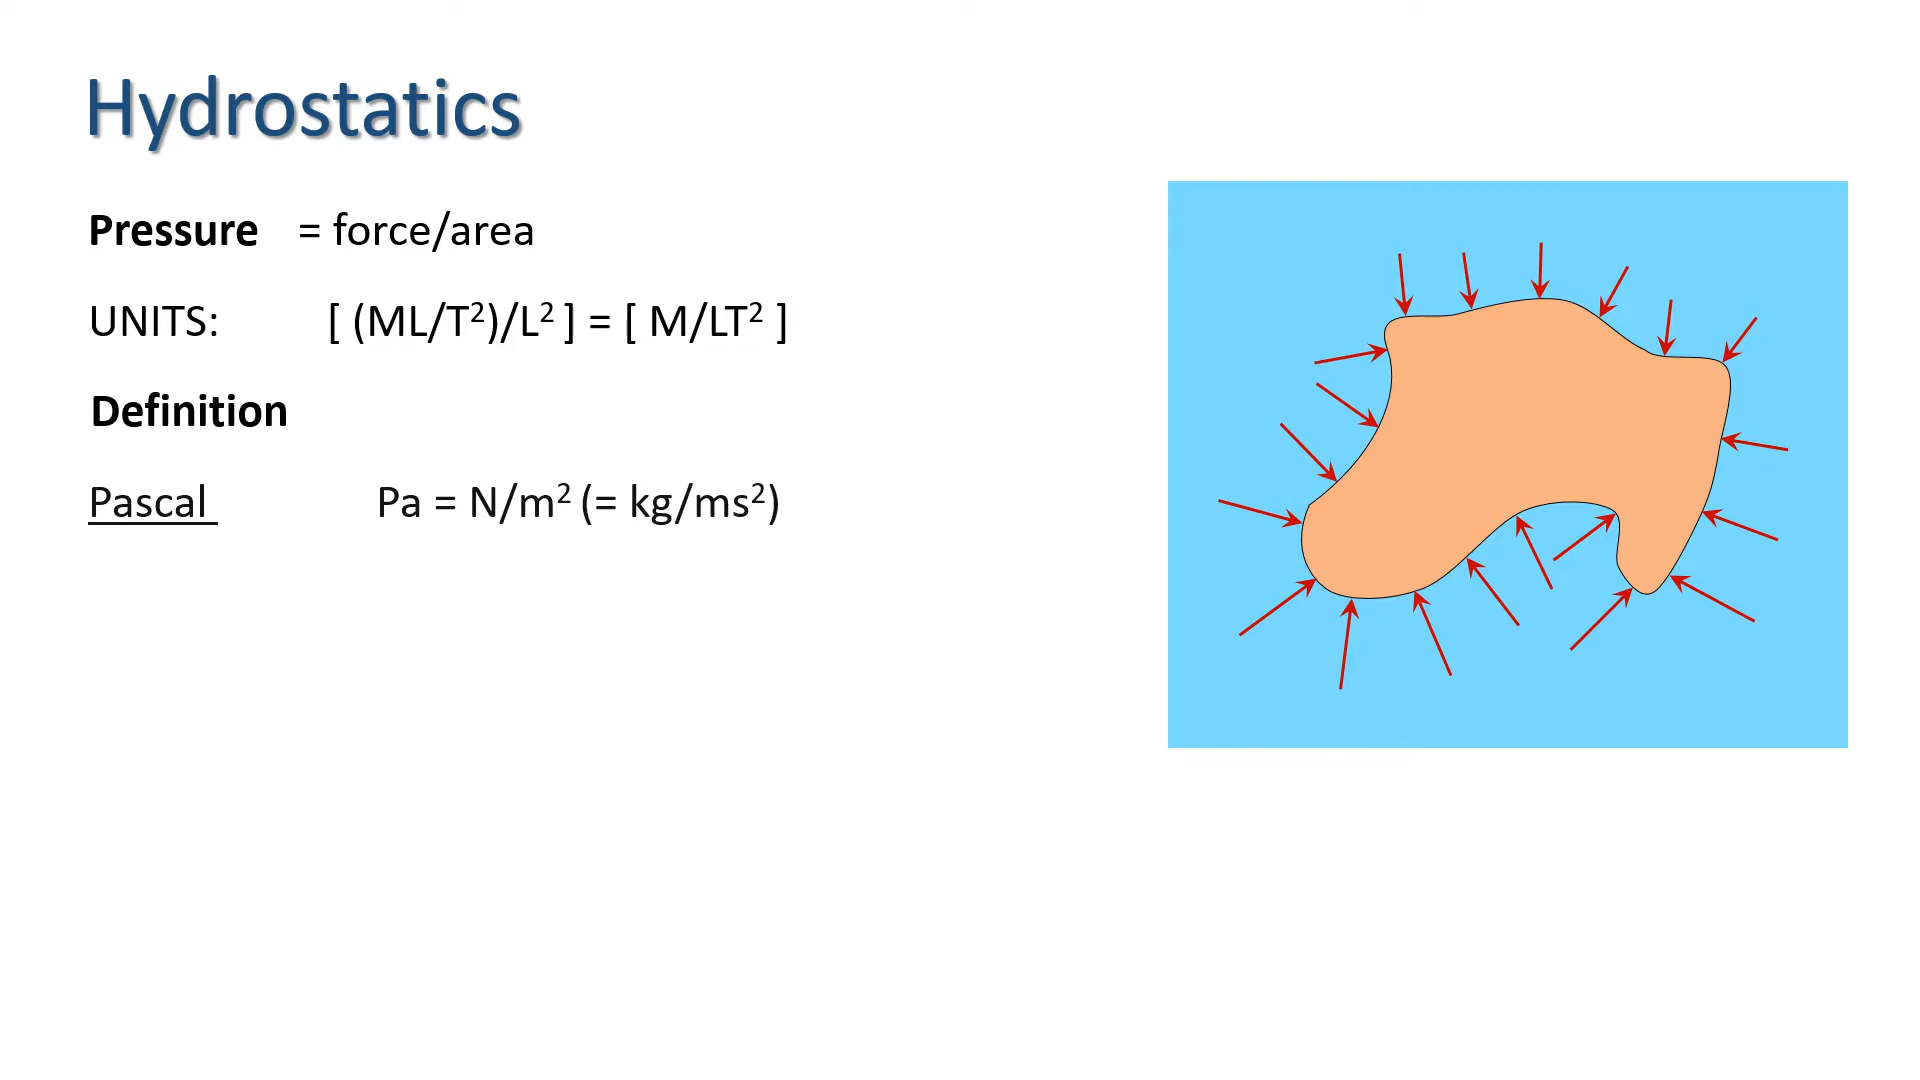 Hydrostatics
Pressure = force/area
UNITS: [ (ML/T²)/L² ] = [ M/LT² ]
Definition
Pascal Pa = N/m² (= kg/ms²)